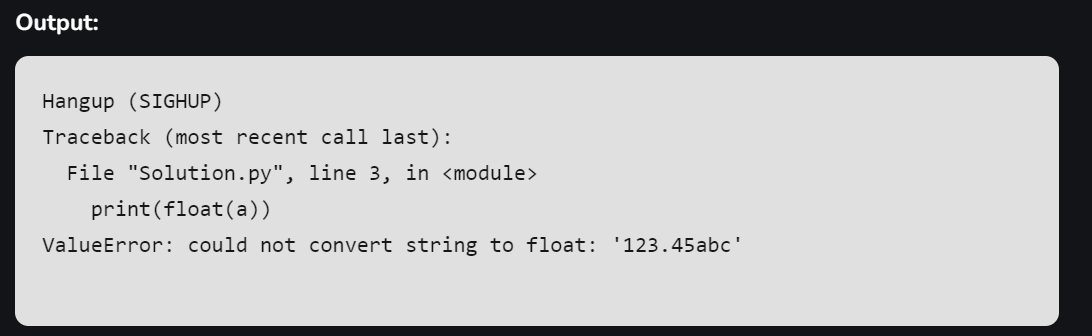 Output:
Hangup (SIGHUP)
Traceback (most recent call last):
  File "Solution.py", line 3, in <module>
    print(float(a))
ValueError: could not convert string to float: '123.45abc'